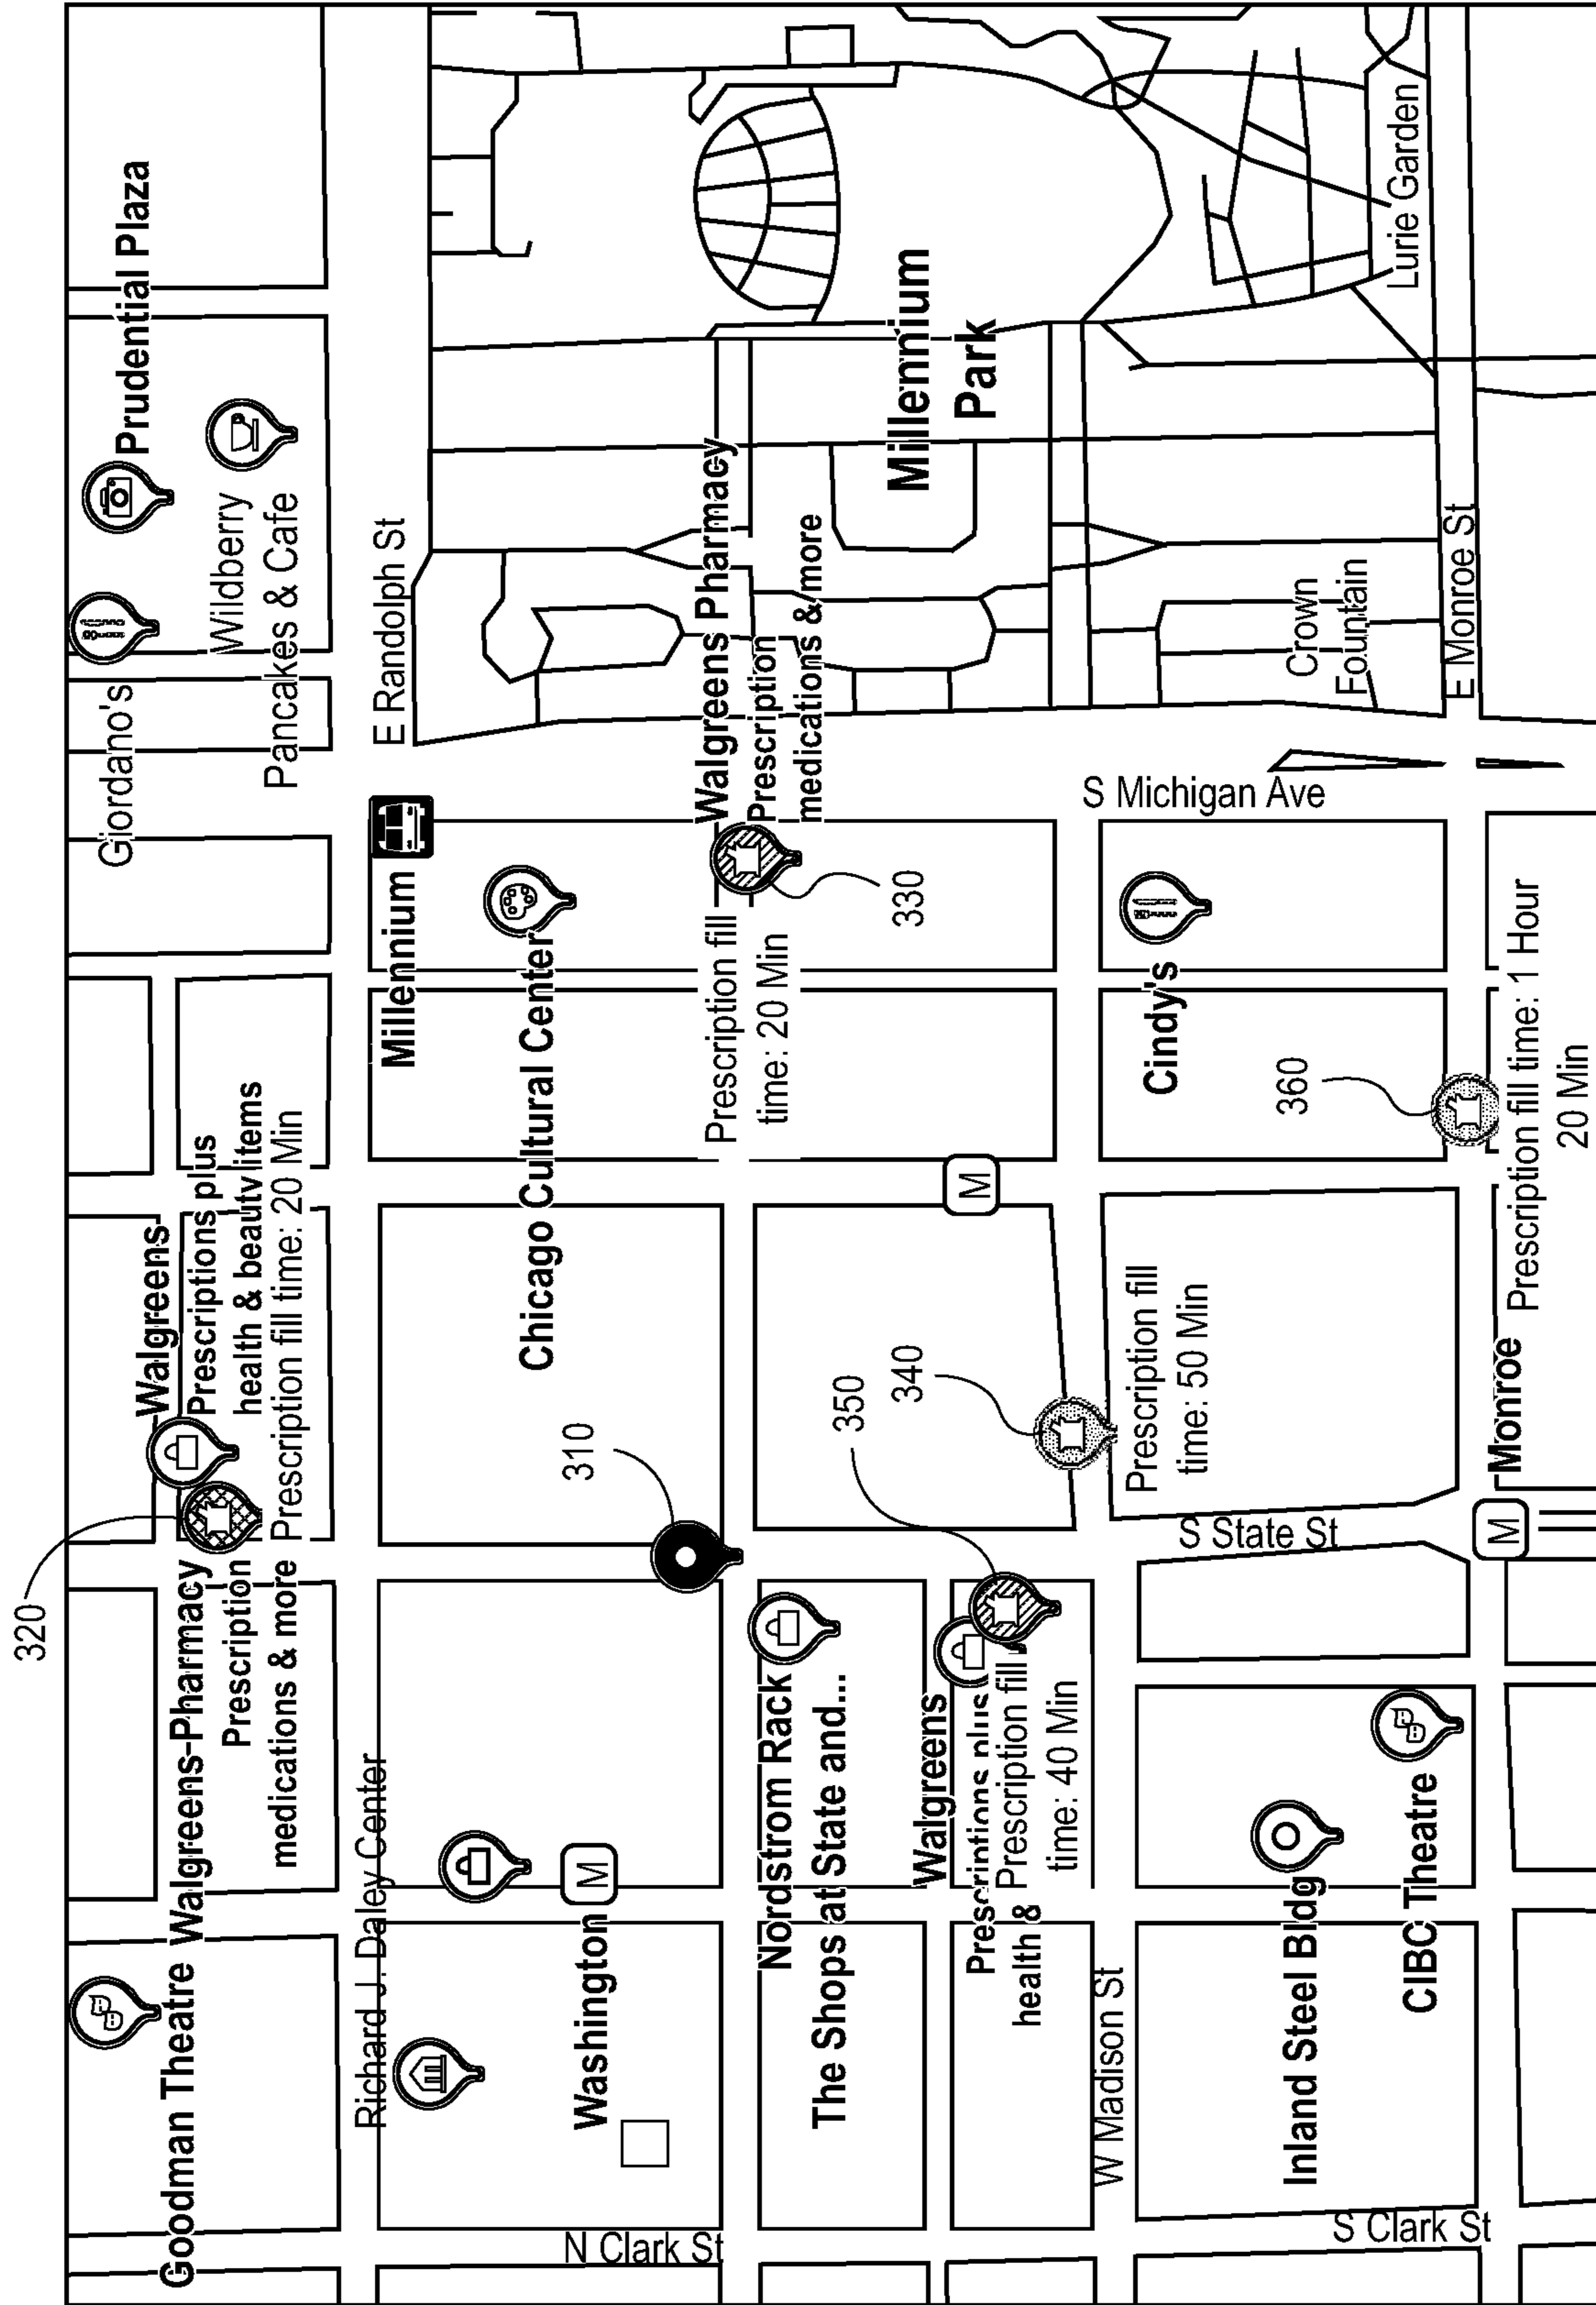 320
Goodman Theatre
Walgreens-Pharmacy
Prescription
medications & more
Walgreens
Prescriptions plus
health & beauty items
Prescription fill time: 20 Min
Giordano's
Wildberry
Pancakes & Cafe
Prudential Plaza
Richard J. Daley Center
E Randolph St
Millennium
Chicago Cultural Center
Washington
M
N Clark St
310
Prescription fill
time: 20 Min
Walgreens Pharmacy
Prescription
medications & more
330
Millennium
Park
Nordstrom Rack
The Shops at State and...
350
340
M
Walgreens
Prescriptions plus
health &
Prescription fill
time: 40 Min
W Madison St
Prescription fill
time: 50 Min
S Michigan Ave
Cindy's
S State St
360
Inland Steel Bldg
CIBC Theatre
S Clark St
Crown
Fountain
Lurie Garden
E Monroe St
M
Monroe
Prescription fill time: 1 Hour
20 Min